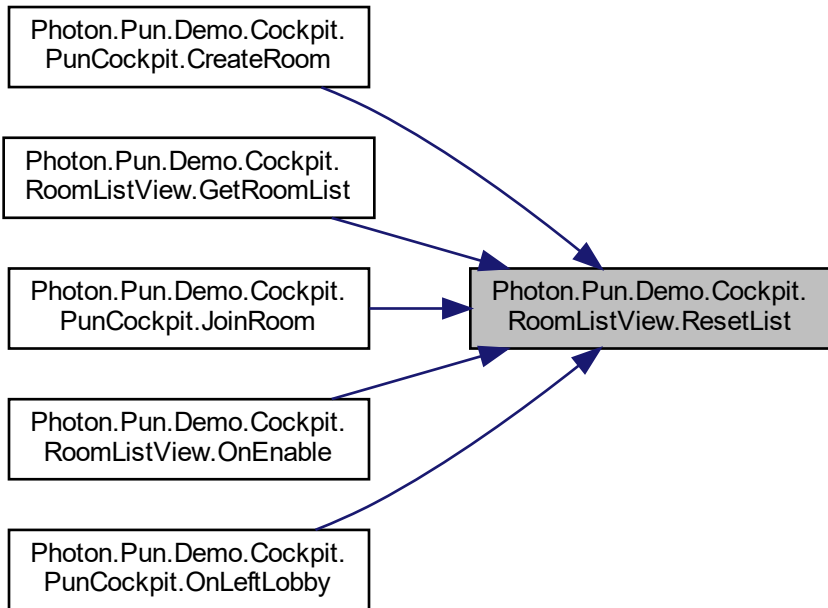 Photon.Pun.Demo.Cockpit.
PunCockpit.CreateRoom
Photon.Pun.Demo.Cockpit.
RoomListView.GetRoomList
Photon.Pun.Demo.Cockpit.
PunCockpit.JoinRoom
Photon.Pun.Demo.Cockpit.
RoomListView.ResetList
Photon.Pun.Demo.Cockpit.
RoomListView.OnEnable
Photon.Pun.Demo.Cockpit.
PunCockpit.OnLeftLobby